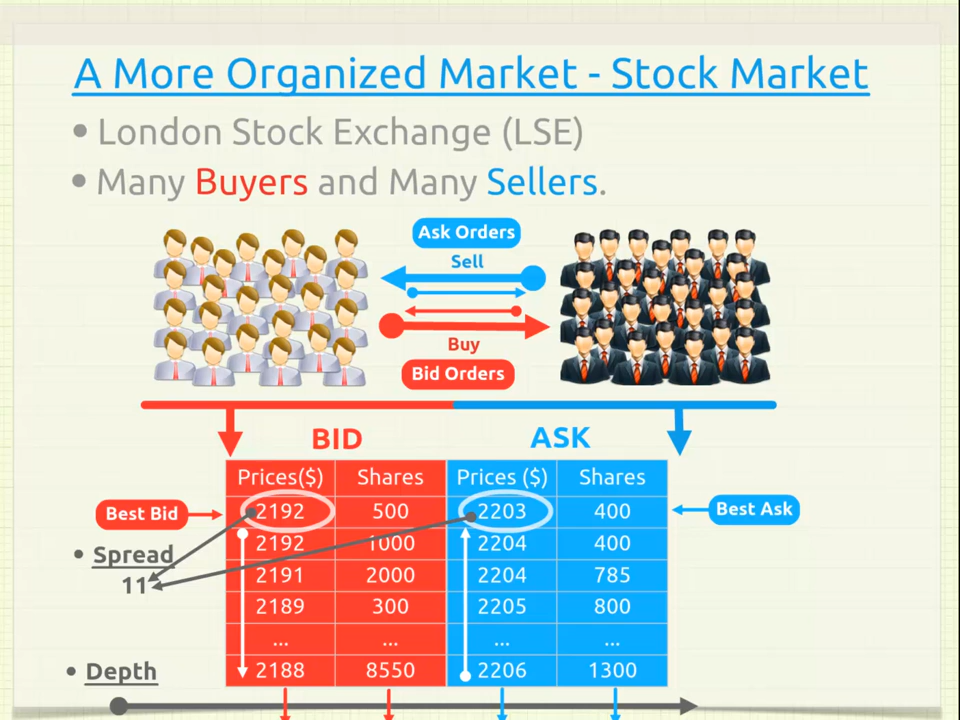 A More Organized Market - Stock Market
• London Stock Exchange (LSE)
• Many Buyers and Many Sellers.
Ask Orders
Sell
Buy
Bid Orders
BID ASK
Prices($) Shares Prices ($) Shares
Best Bid 2192 500 2203 400 Best Ask
2192 1000 2204 400
• Spread
11 2191 2000 2204 785
2189 300 2205 800
... ... ... ...
• Depth 2188 8550 2206 1300